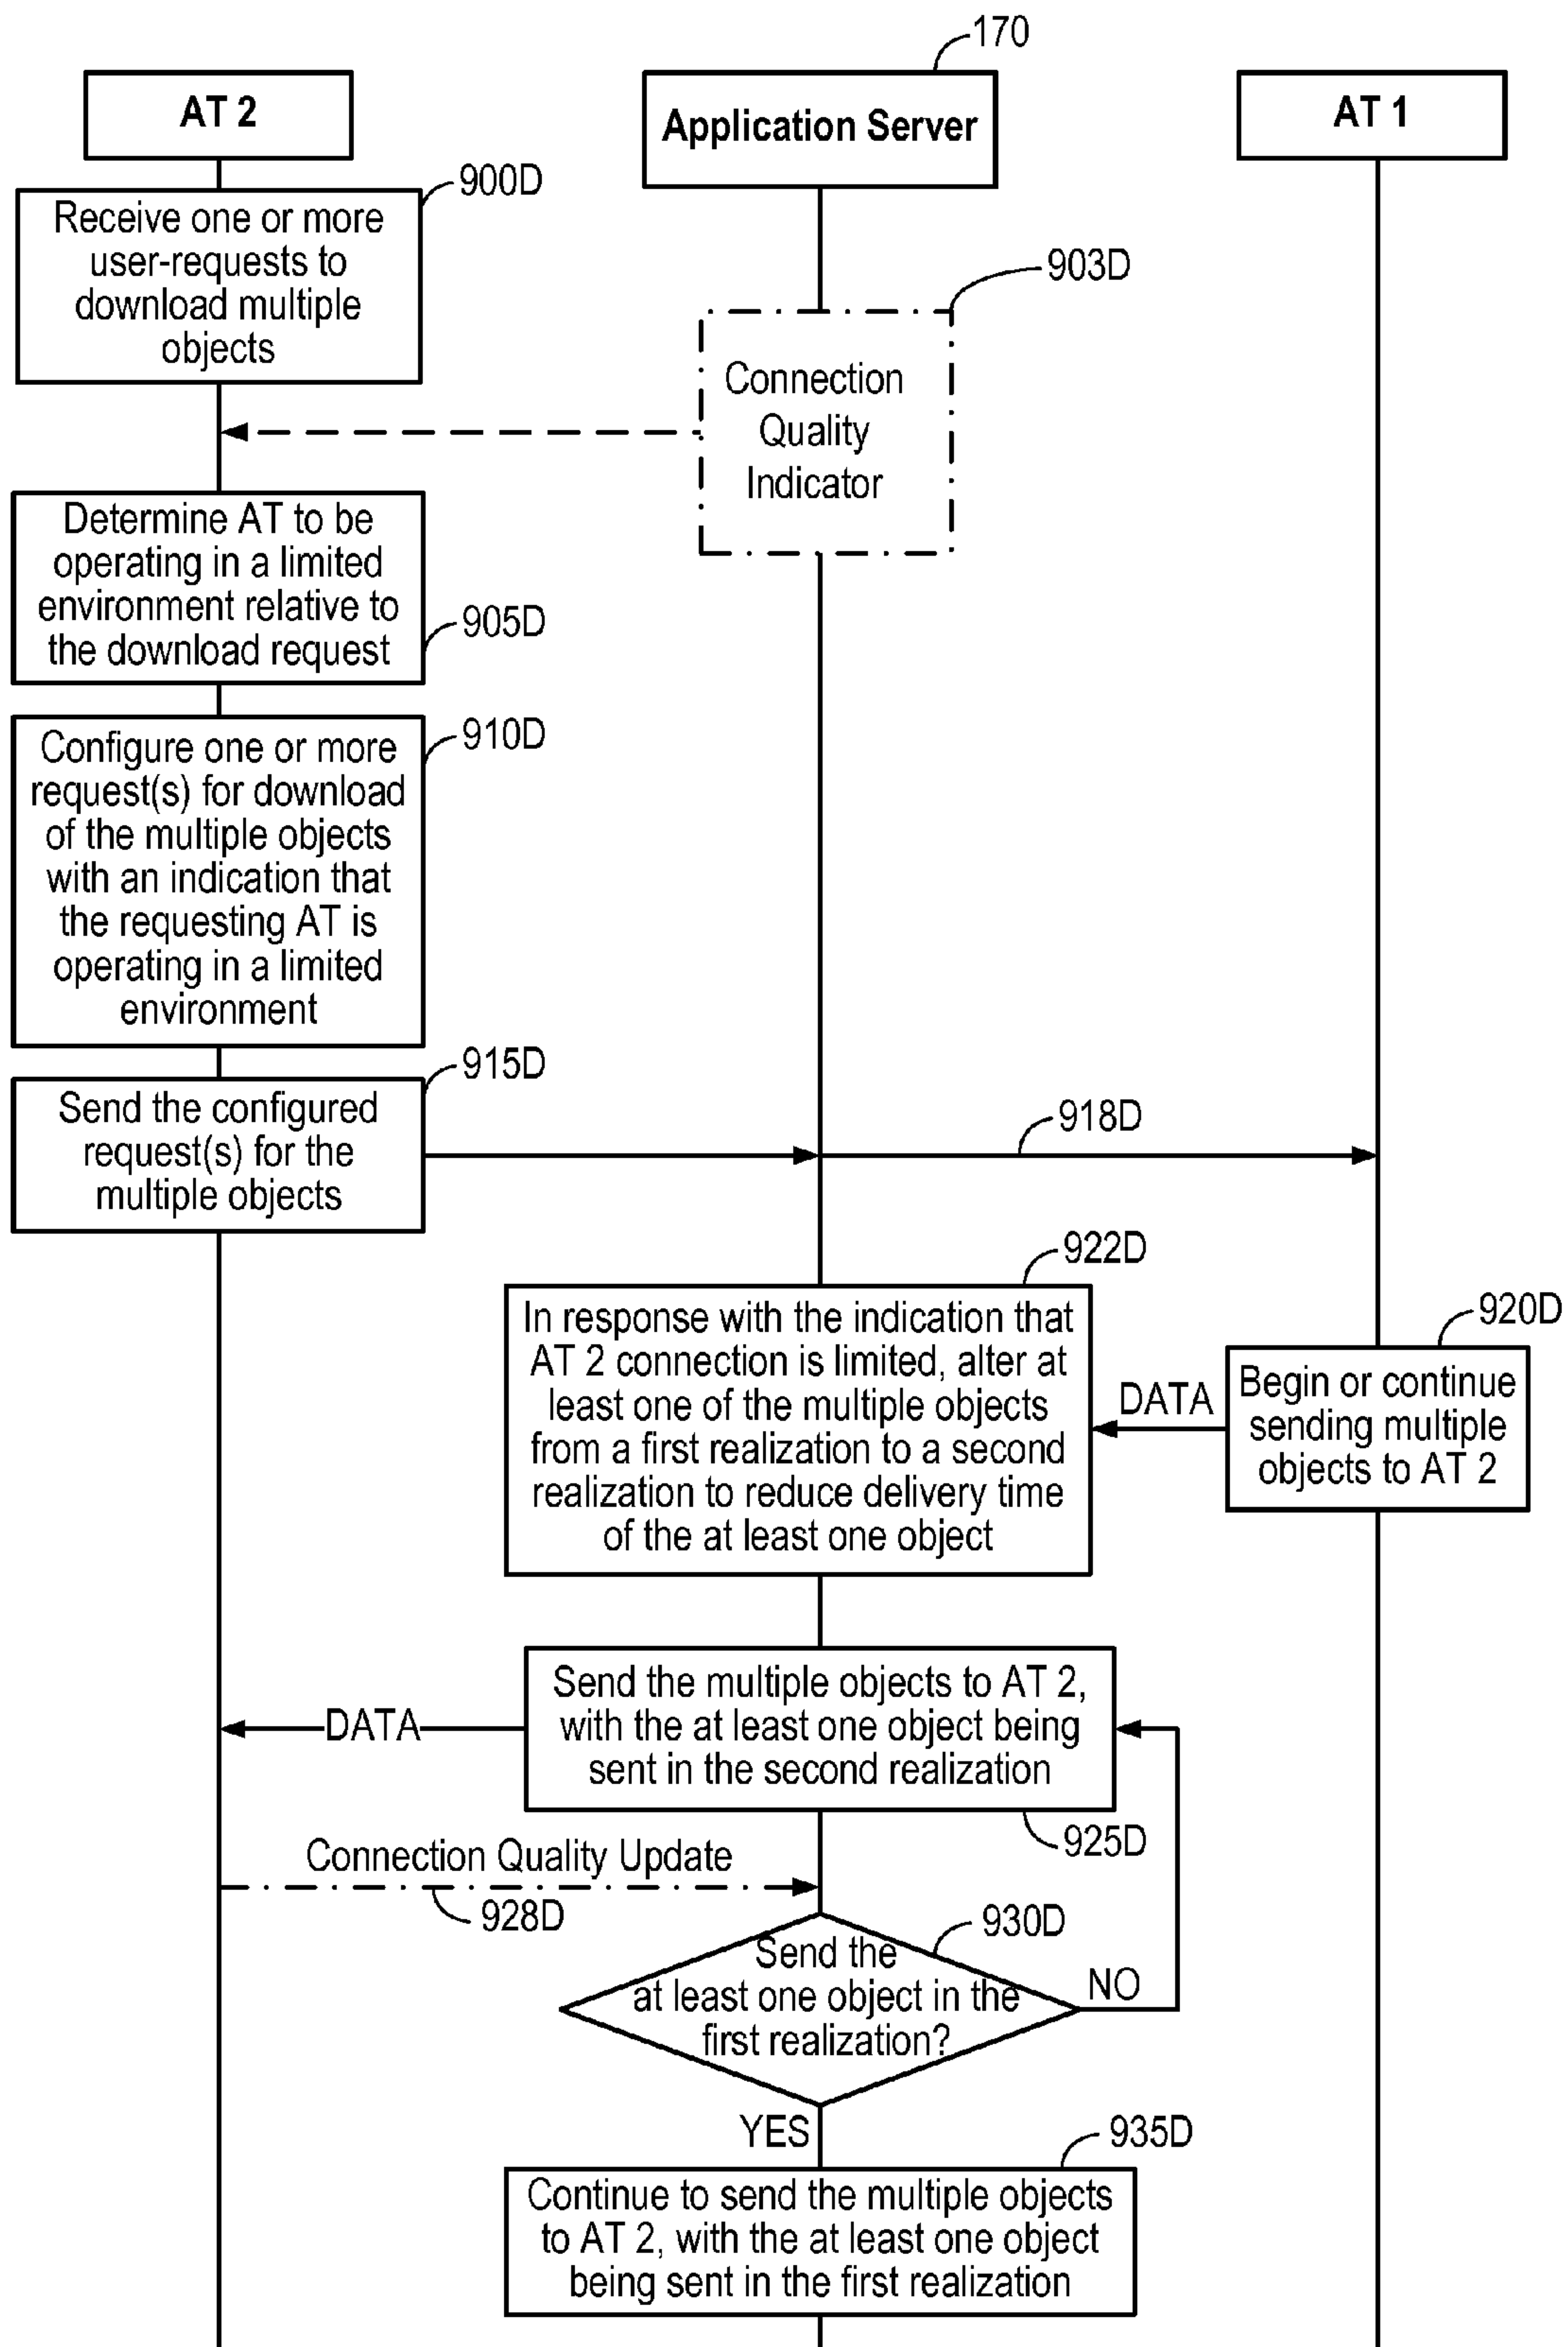 170
AT 2
Application Server
AT 1
900D
Receive one or more
user-requests to
download multiple
objects
903D
Connection
Quality
Indicator
Determine AT to be
operating in a limited
environment relative to
the download request
905D
910D
Configure one or more
request(s) for download
of the multiple objects
with an indication that
the requesting AT is
operating in a limited
environment
915D
Send the configured
request(s) for the
multiple objects
918D
922D
In response with the indication that
AT 2 connection is limited, alter at
least one of the multiple objects
from a first realization to a second
realization to reduce delivery time
of the at least one object
920D
DATA
Begin or continue
sending multiple
objects to AT 2
Send the multiple objects to AT 2,
with the at least one object being
sent in the second realization
DATA
925D
Connection Quality Update
928D
930D
Send the
at least one object in the
first realization?
NO
YES
935D
Continue to send the multiple objects
to AT 2, with the at least one object
being sent in the first realization